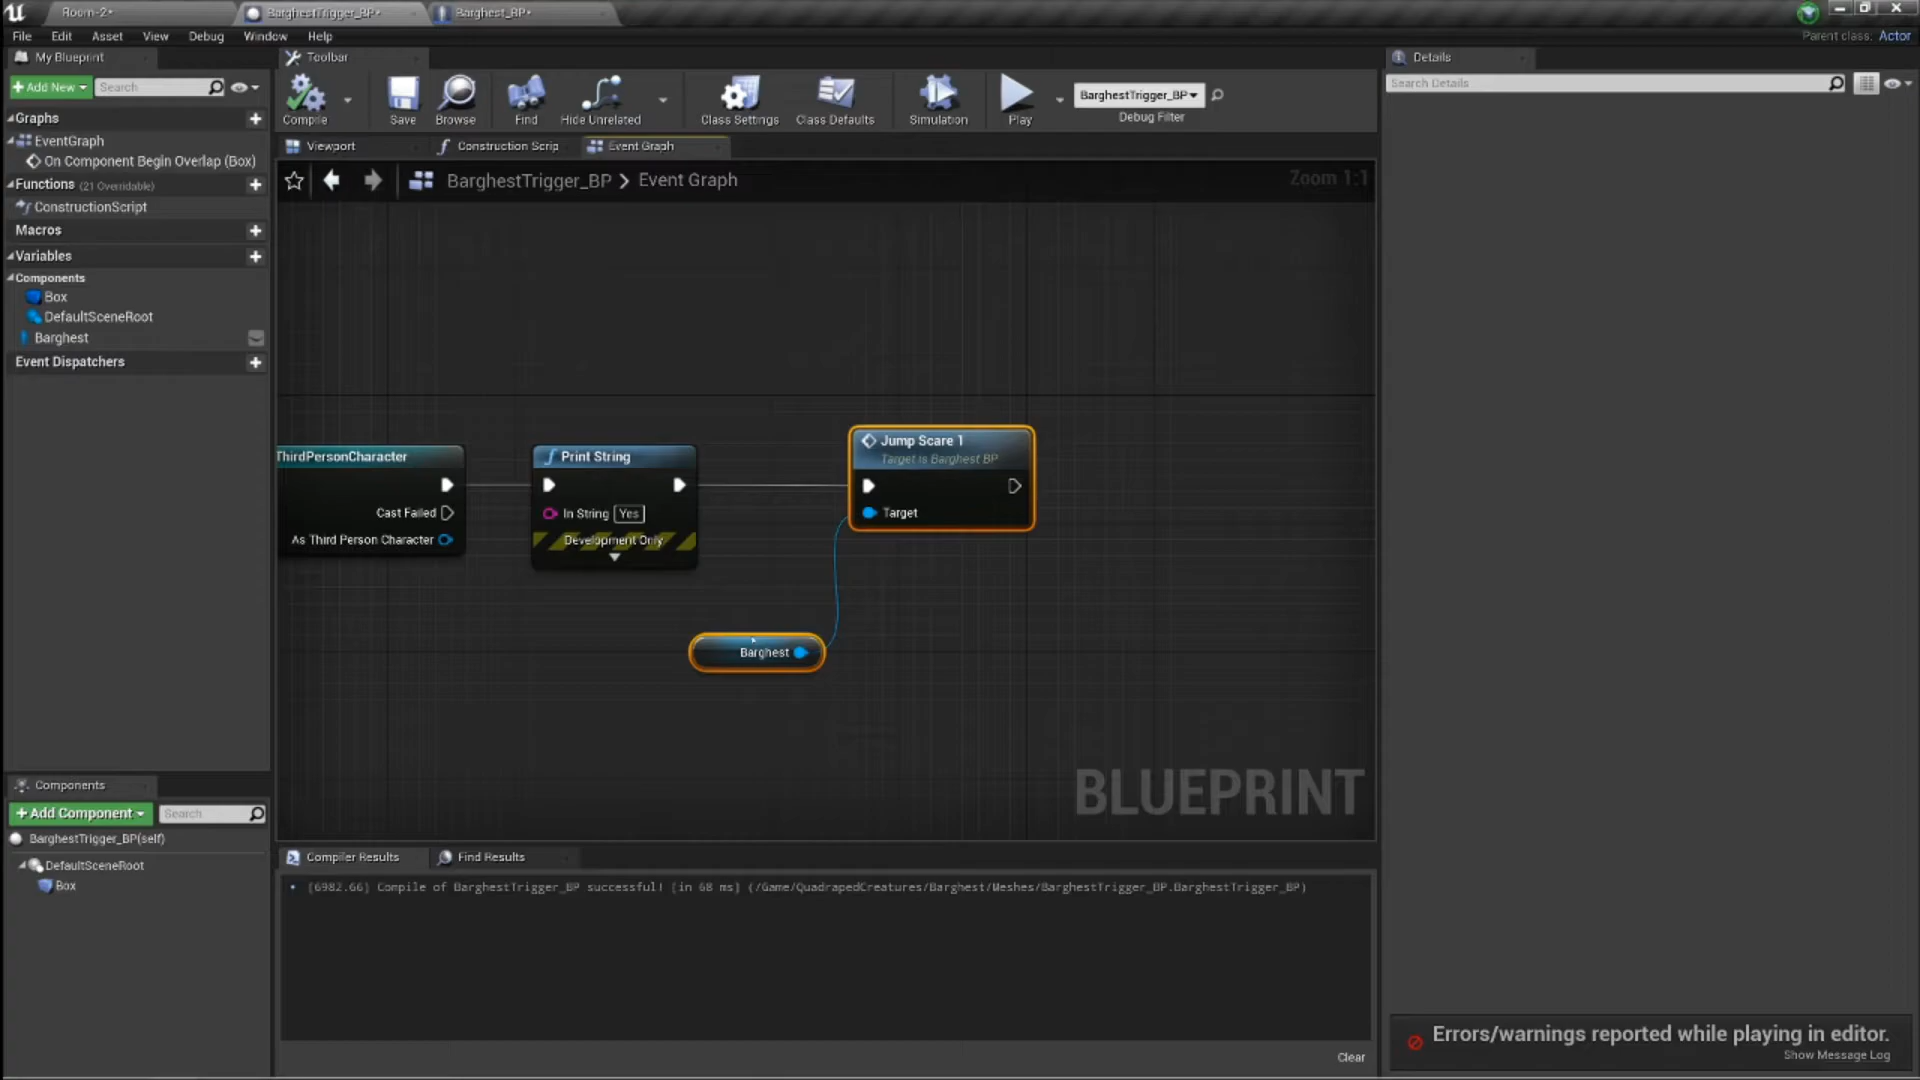 Room-2•
BarghestTrigger_BP•
Barghest_BP•
File Edit Asset View Debug Window Help
Parent class: Actor
My Blueprint
+ Add New
Search
Graphs
EventGraph
On Component Begin Overlap (Box)
Functions (21 Overridable)
ConstructionScript
Macros
Variables
Components
Box
DefaultSceneRoot
Barghest
Event Dispatchers
Components
+ Add Component
Search
BarghestTrigger_BP(self)
DefaultSceneRoot
Box
Toolbar
Compile
Save
Browse
Find
Hide Unrelated
Class Settings
Class Defaults
Simulation
Play
BarghestTrigger_BP
Debug Filter
Viewport
Construction Scrip
Event Graph
BarghestTrigger_BP > Event Graph
Zoom 1:1
ThirdPersonCharacter
Cast Failed
As Third Person Character
Print String
In String Yes
Development Only
Jump Scare 1
Target is Barghest BP
Target
Barghest
BLUEPRINT
Compiler Results
Find Results
[6982.66] Compile of BarghestTrigger_BP successful! [in 68 ms] (/Game/QuadrapedCreatures/Barghest/Meshes/BarghestTrigger_BP.BarghestTrigger_BP)
Clear
Details
Search Details
Errors/warnings reported while playing in editor.
Show Message Log